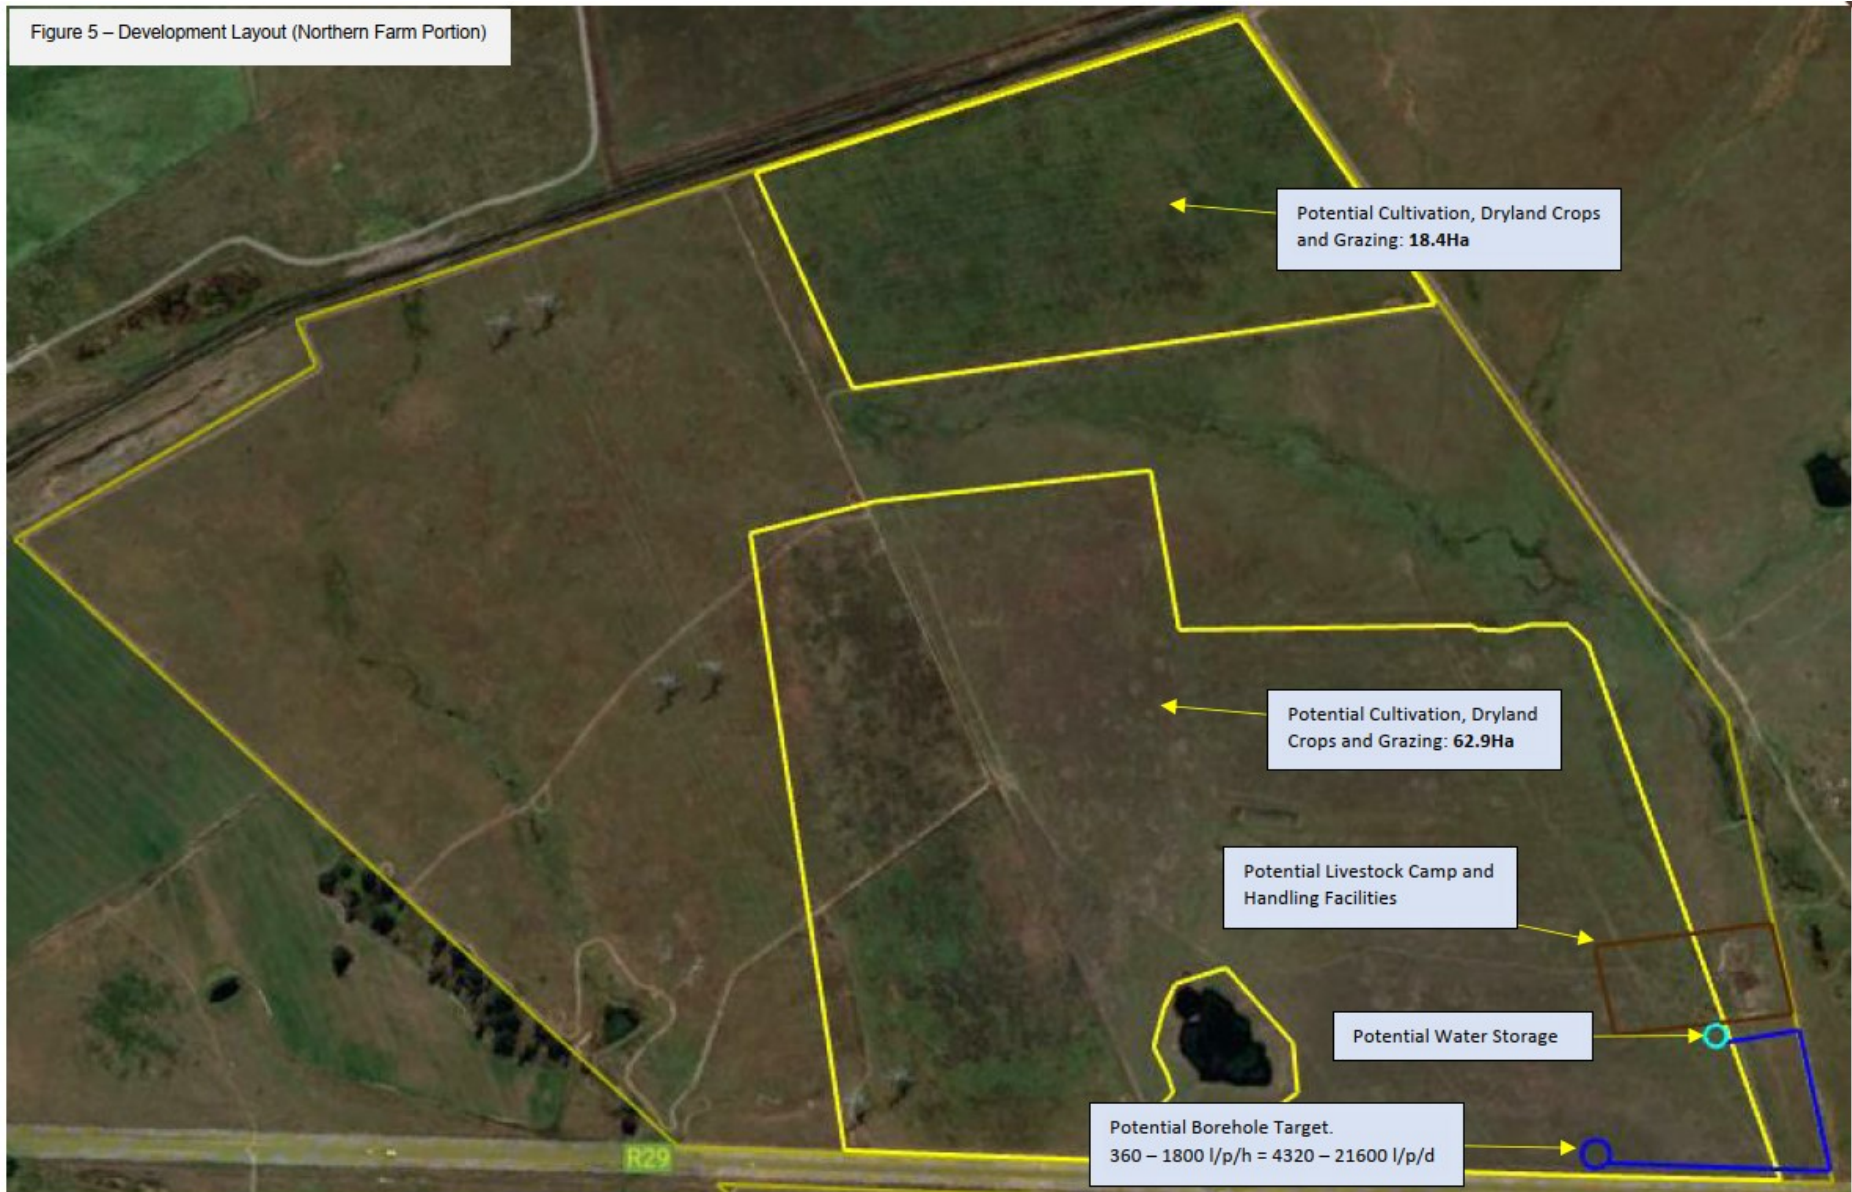 Figure 5 – Development Layout (Northern Farm Portion)
Potential Cultivation, Dryland Crops
and Grazing: 18.4Ha
Potential Cultivation, Dryland
Crops and Grazing: 62.9Ha
Potential Livestock Camp and
Handling Facilities
Potential Water Storage
Potential Borehole Target.
360 – 1800 l/p/h = 4320 – 21600 l/p/d
R29